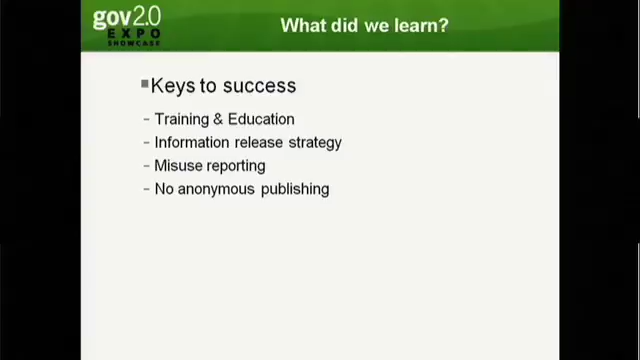 gov2.0
EXPO
SHOWCASE
What did we learn?
Keys to success
- Training & Education
- Information release strategy
- Misuse reporting
- No anonymous publishing